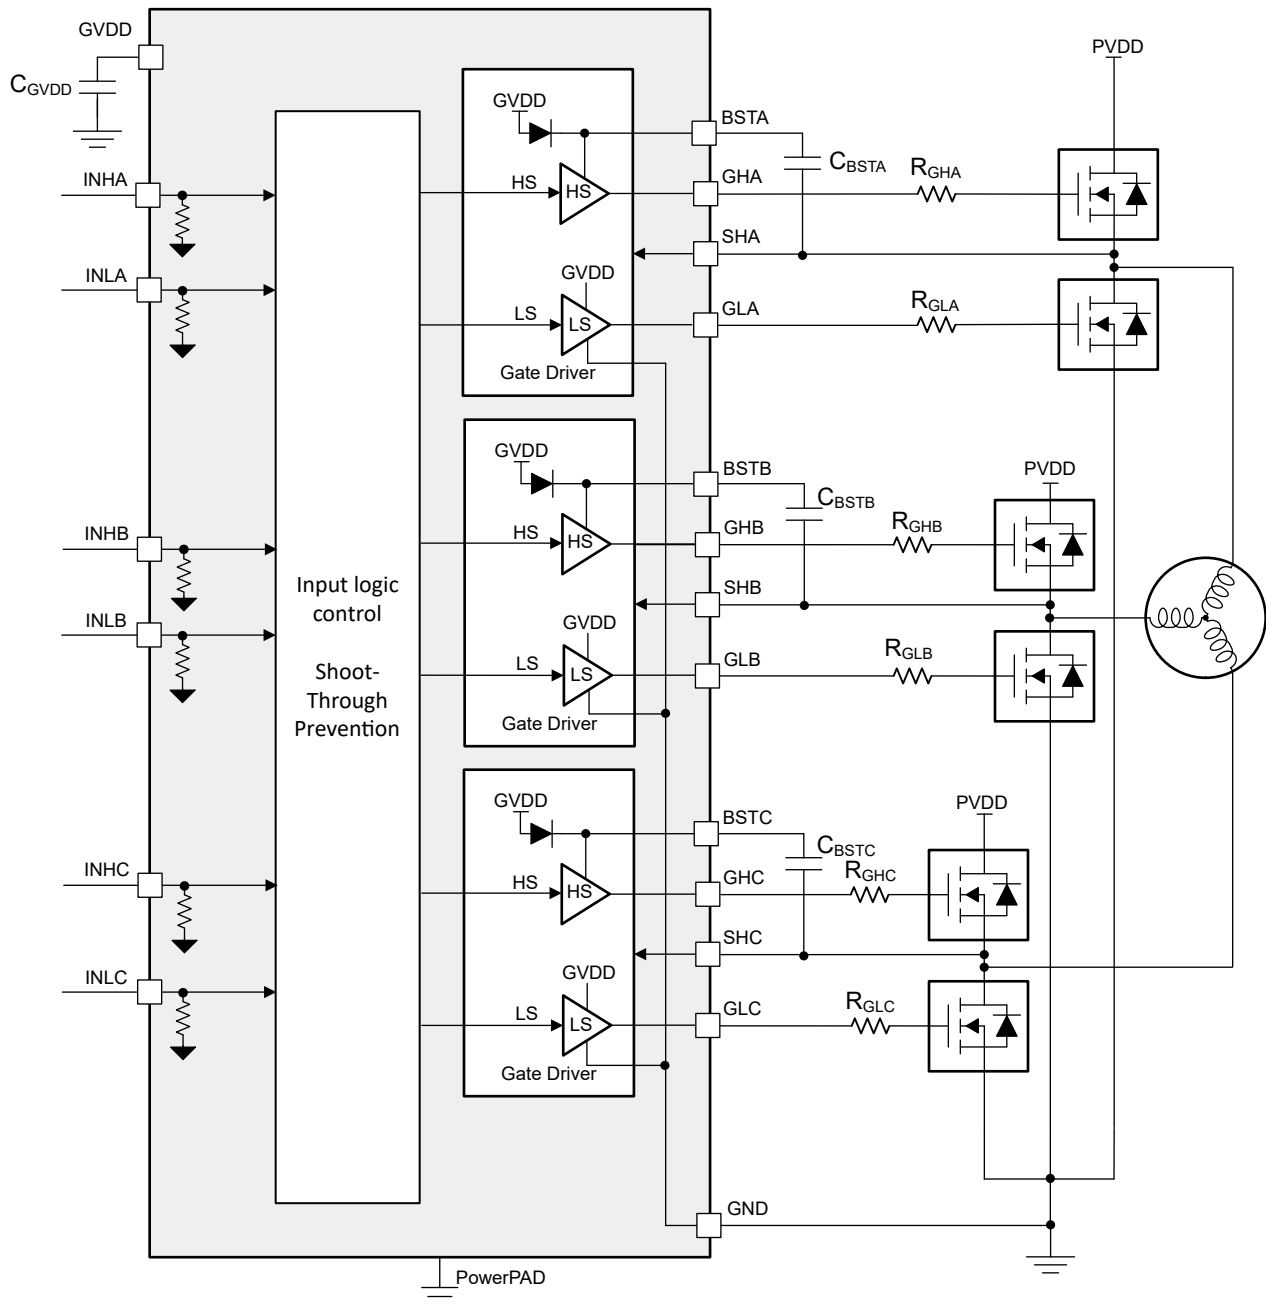 GVDD
CGVDD
INHA
INLA
INHB
INLB
INHC
INLC
Input logic
control
Shoot-
Through
Prevention
GVDD
HS
HS
GVDD
LS
LS
Gate Driver
BSTA
GHA
SHA
GLA
CBSTA
RGHA
RGLA
PVDD
GVDD
HS
HS
GVDD
LS
LS
Gate Driver
BSTB
GHB
SHB
GLB
CBSTB
RGHB
RGLB
PVDD
GVDD
HS
HS
GVDD
LS
LS
Gate Driver
BSTC
GHC
SHC
GLC
CBSTC
RGHC
RGLC
PVDD
GND
PowerPAD